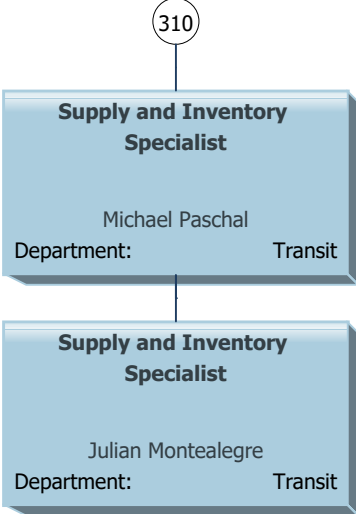 310
Supply and Inventory
Specialist
Michael Paschal
Department: Transit
Supply and Inventory
Specialist
Julian Montealegre
Department: Transit